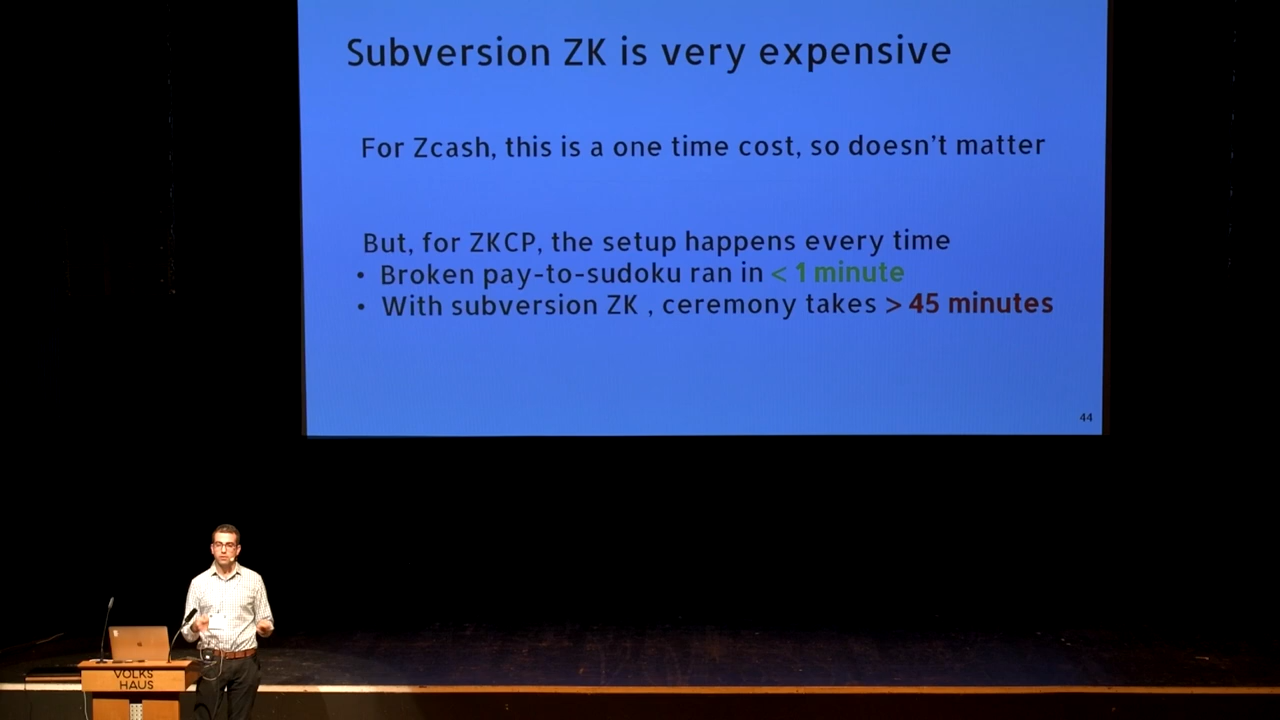 Subversion ZK is very expensive
For Zcash, this is a one time cost, so doesn't matter
But, for ZKCP, the setup happens every time
• Broken pay-to-sudoku ran in < 1 minute
• With subversion ZK , ceremony takes > 45 minutes
44
VOLKS
HAUS